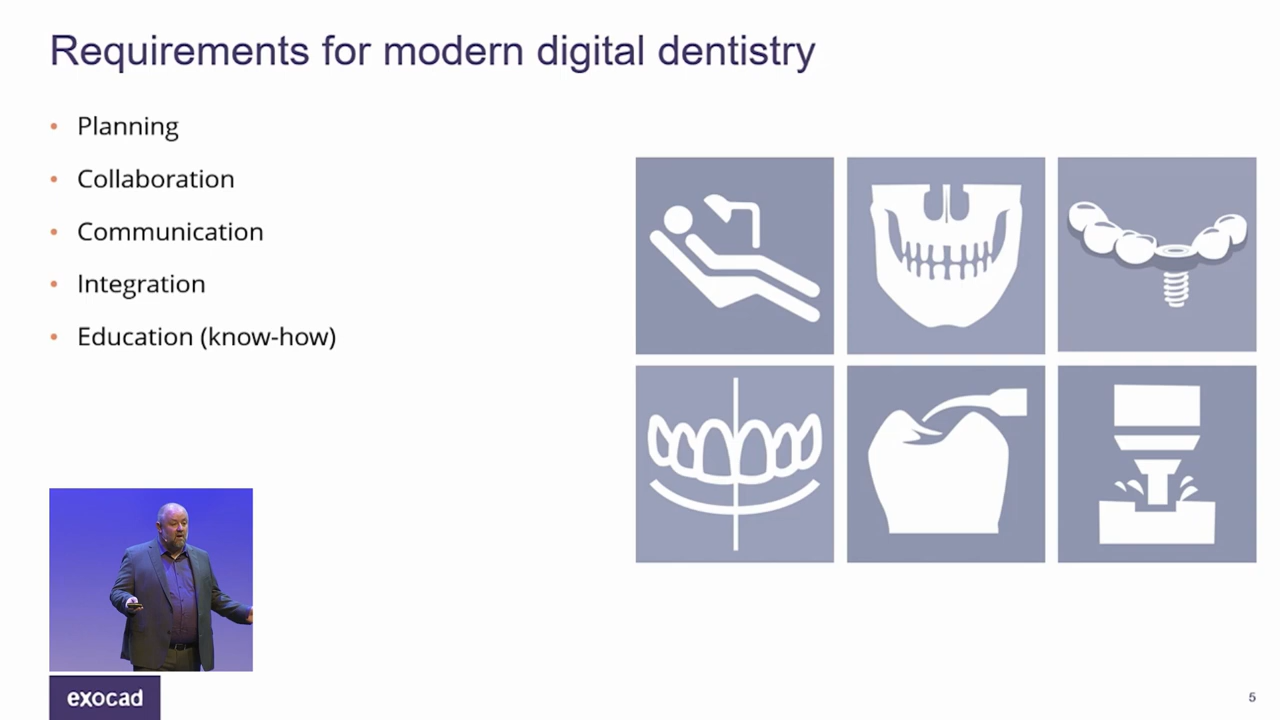 Requirements for modern digital dentistry
• Planning
• Collaboration
• Communication
• Integration
• Education (know-how)
exocad
5